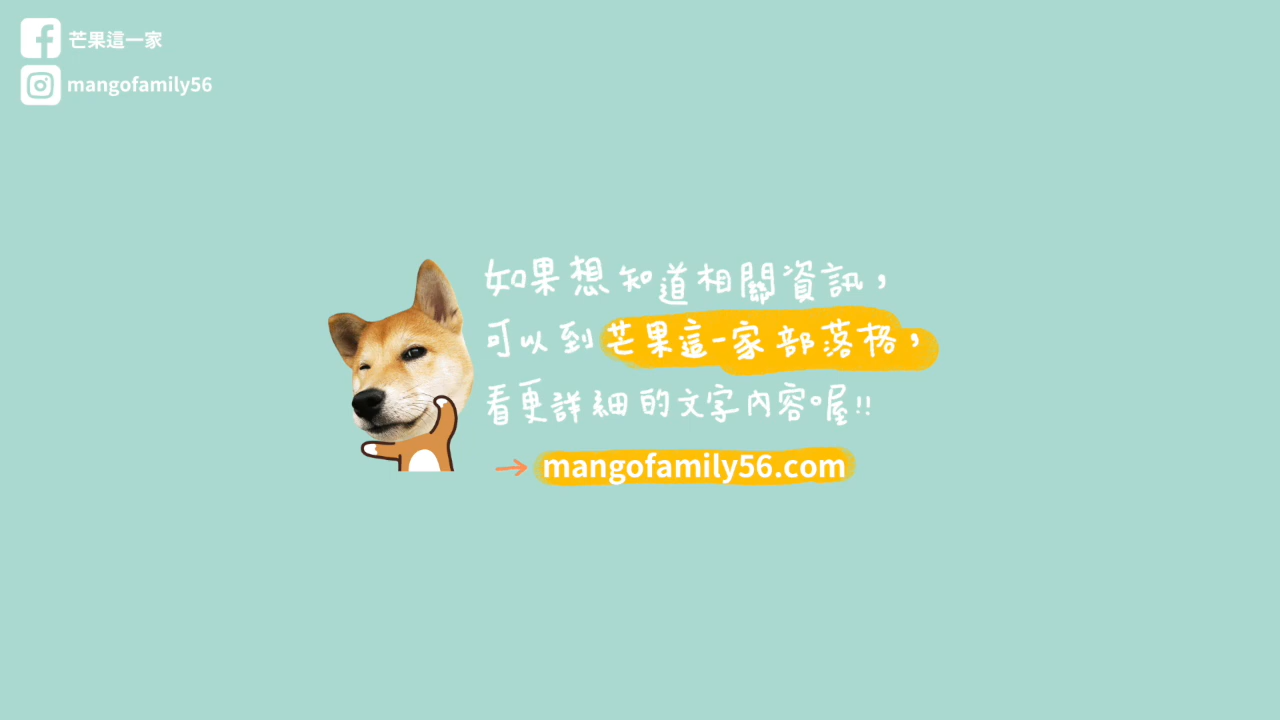 芒果這一家
mangofamily56
如果想知道相關資訊，
可以到芒果這一家部落格，
看更詳細的文字內容喔!!
→ mangofamily56.com